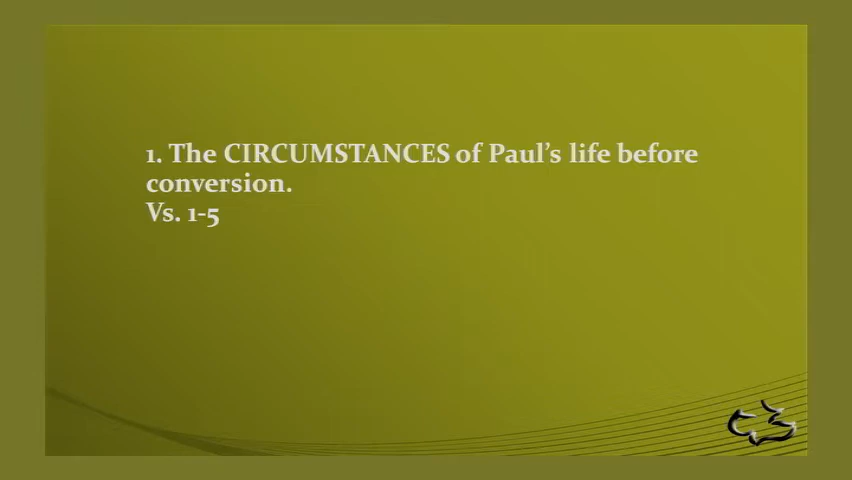 1. The CIRCUMSTANCES of Paul’s life before
conversion.
Vs. 1-5